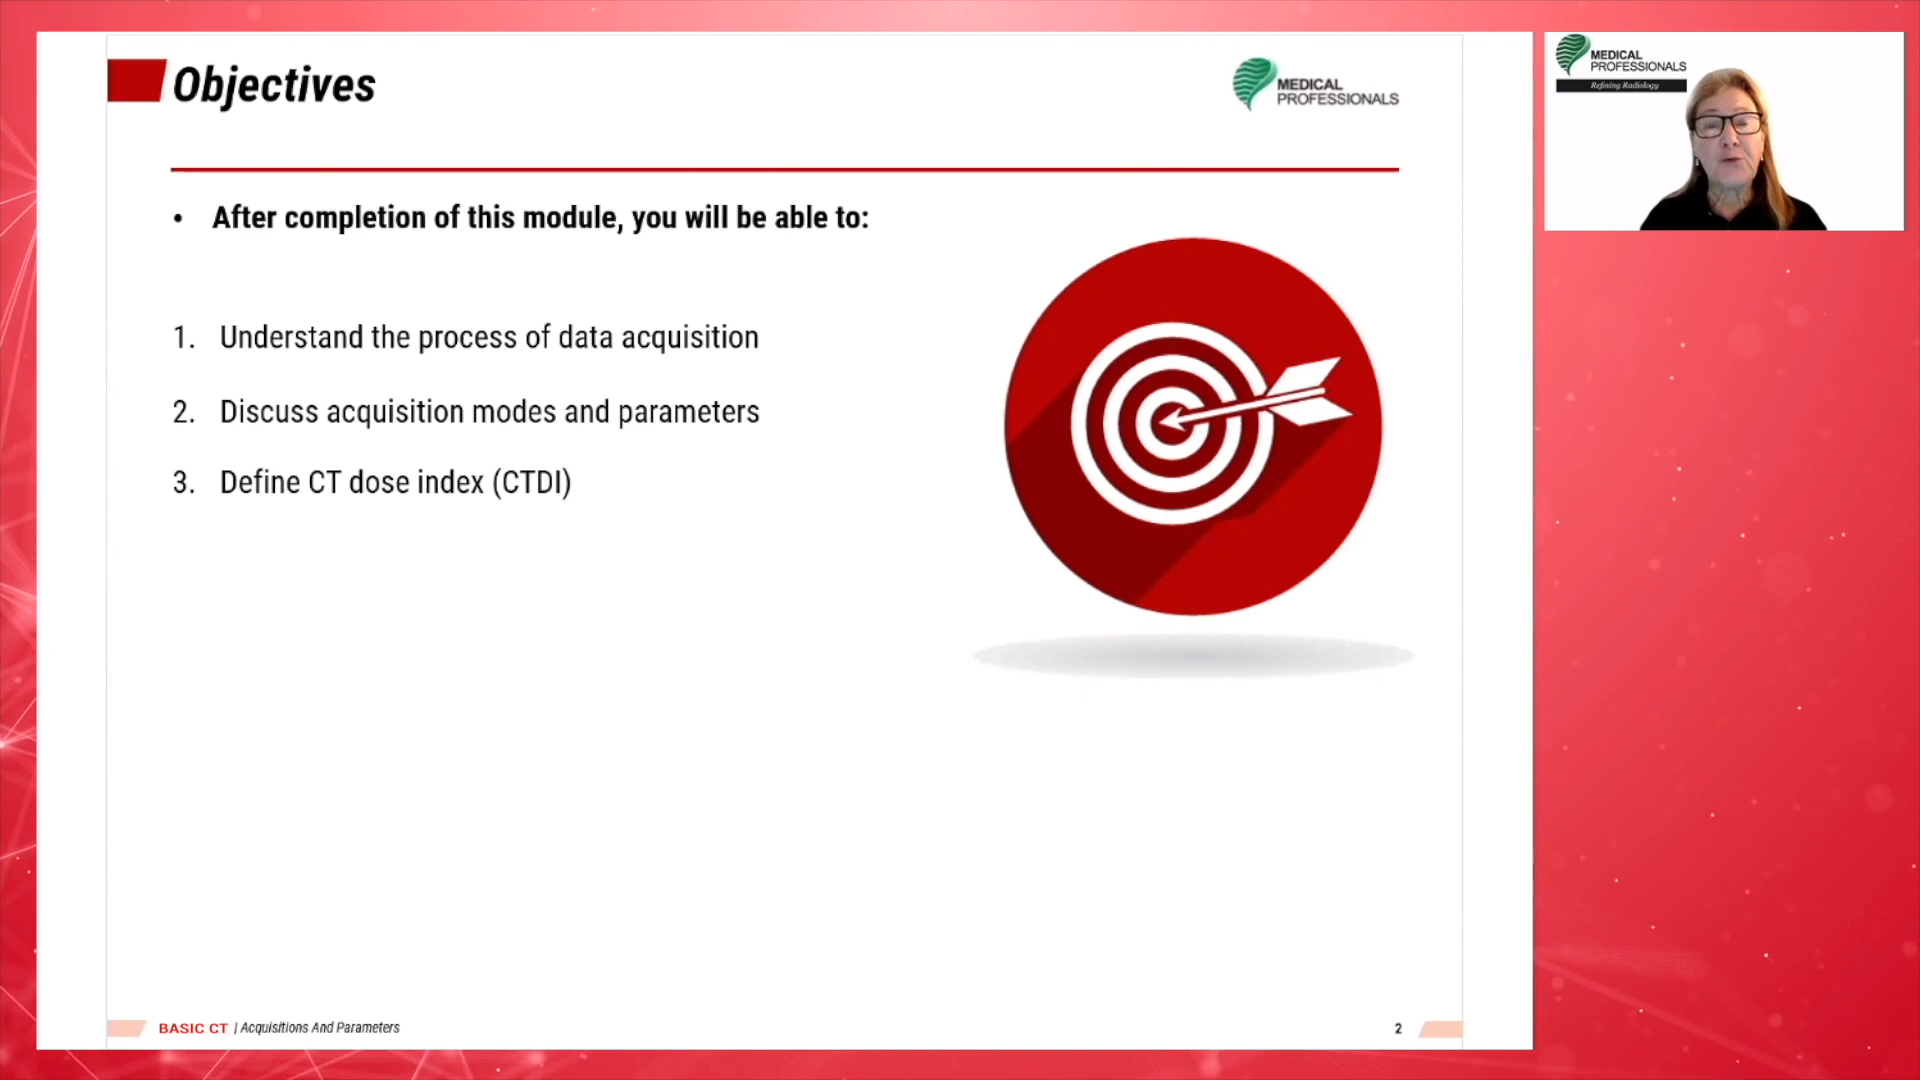 Objectives
MEDICAL
PROFESSIONALS
• After completion of this module, you will be able to:
1. Understand the process of data acquisition
2. Discuss acquisition modes and parameters
3. Define CT dose index (CTDI)
BASIC CT | Acquisitions And Parameters
2
MEDICAL
PROFESSIONALS
Refining Radiology